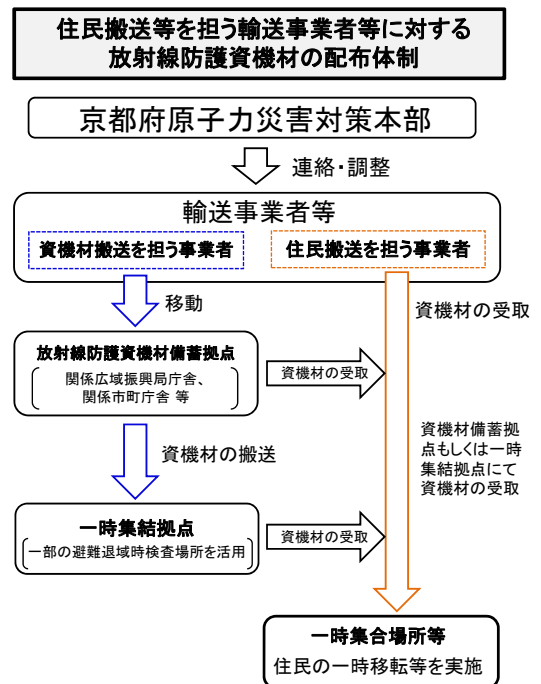 住民搬送等を担う輸送事業者等に対する
放射線防護資機材の配布体制
京都府原子力災害対策本部
連絡・調整
輸送事業者等
資機材搬送を担う事業者
住民搬送を担う事業者
移動
資機材の受取
放射線防護資機材備蓄拠点
関係広域振興局庁舎、
関係市町庁舎 等
資機材の受取
資機材備蓄拠
点もしくは一時
集結拠点にて
資機材の受取
資機材の搬送
一時集結拠点
一部の避難退域時検査場所を活用
資機材の受取
一時集合場所等
住民の一時移転等を実施